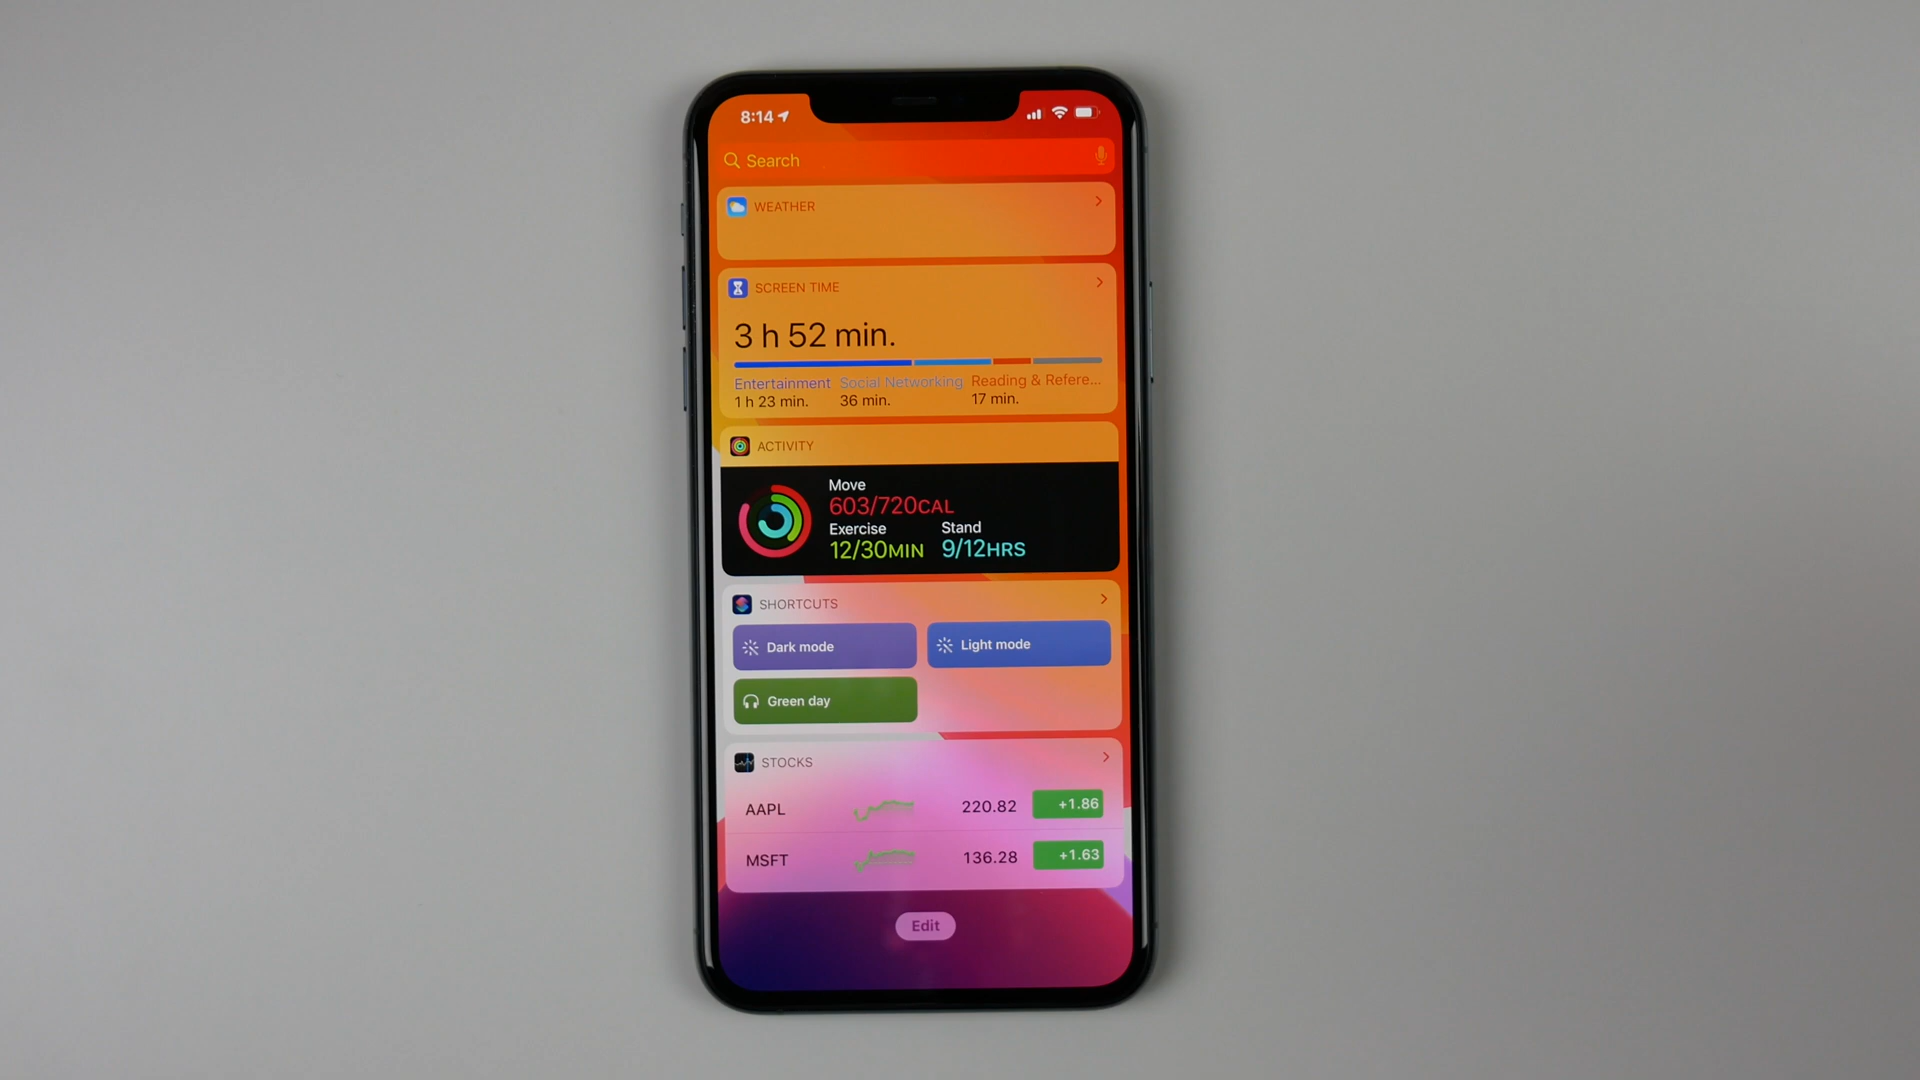 8:14
Search
WEATHER
SCREEN TIME
3 h 52 min.
Entertainment Social Networking Reading & Refere...
1 h 23 min. 36 min. 17 min.
ACTIVITY
Move
603/720CAL
Exercise Stand
12/30MIN 9/12HRS
SHORTCUTS
Dark mode Light mode
Green day
STOCKS
AAPL 220.82 +1.86
MSFT 136.28 +1.63
Edit